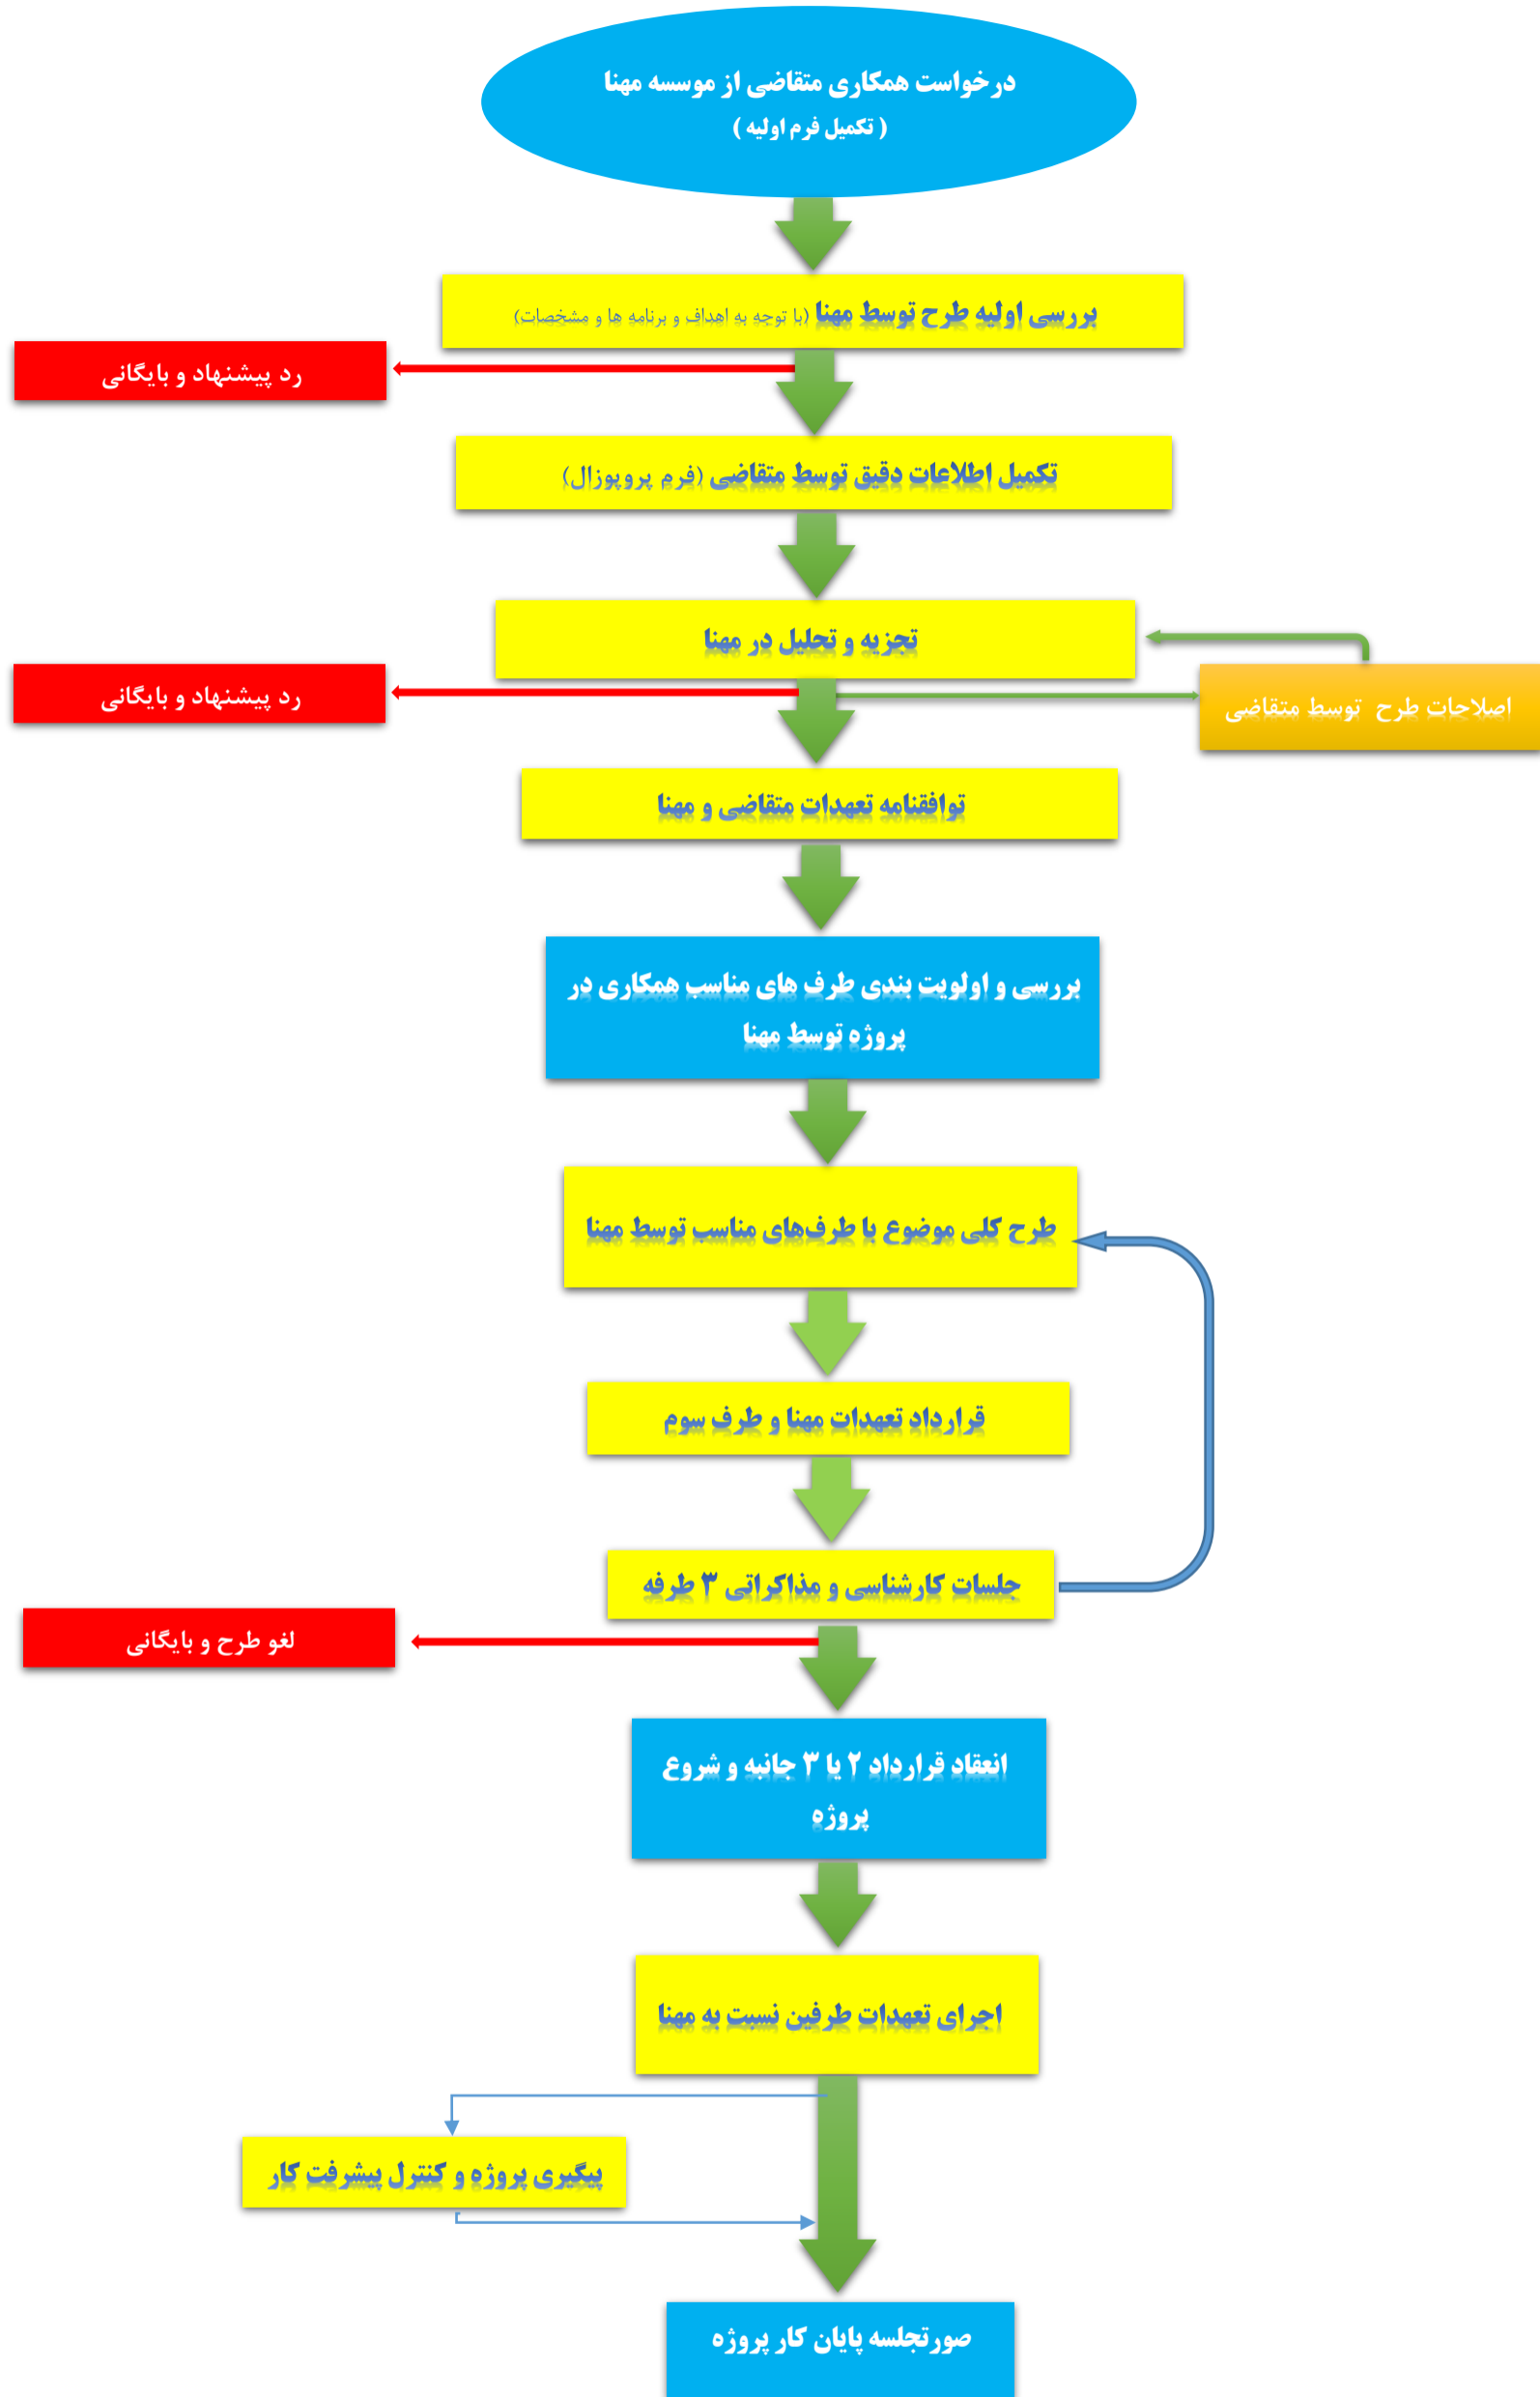 درخواست همکاری متقاضی از موسسه مهنا
( تکمیل فرم اولیه )
بررسی اولیه طرح توسط مهنا (با توجه به اهداف و برنامه ها و مشخصات)
رد پیشنهاد و بایگانی
تکمیل اطلاعات دقیق توسط متقاضی (فرم پروپوزال)
تجزیه و تحلیل در مهنا
رد پیشنهاد و بایگانی
اصلاحات طرح توسط متقاضی
توافقنامه تعهدات متقاضی و مهنا
بررسی و اولویت بندی طرف های مناسب همکاری در
پروژه توسط مهنا
طرح کلی موضوع با طرف‌های مناسب توسط مهنا
قرارداد تعهدات مهنا و طرف سوم
جلسات کارشناسی و مذاکراتی ۳ طرفه
لغو طرح و بایگانی
انعقاد قرارداد ۲ یا ۳ جانبه و شروع
پروژه
اجرای تعهدات طرفین نسبت به مهنا
پیگیری پروژه و کنترل پیشرفت کار
صورتجلسه پایان کار پروژه